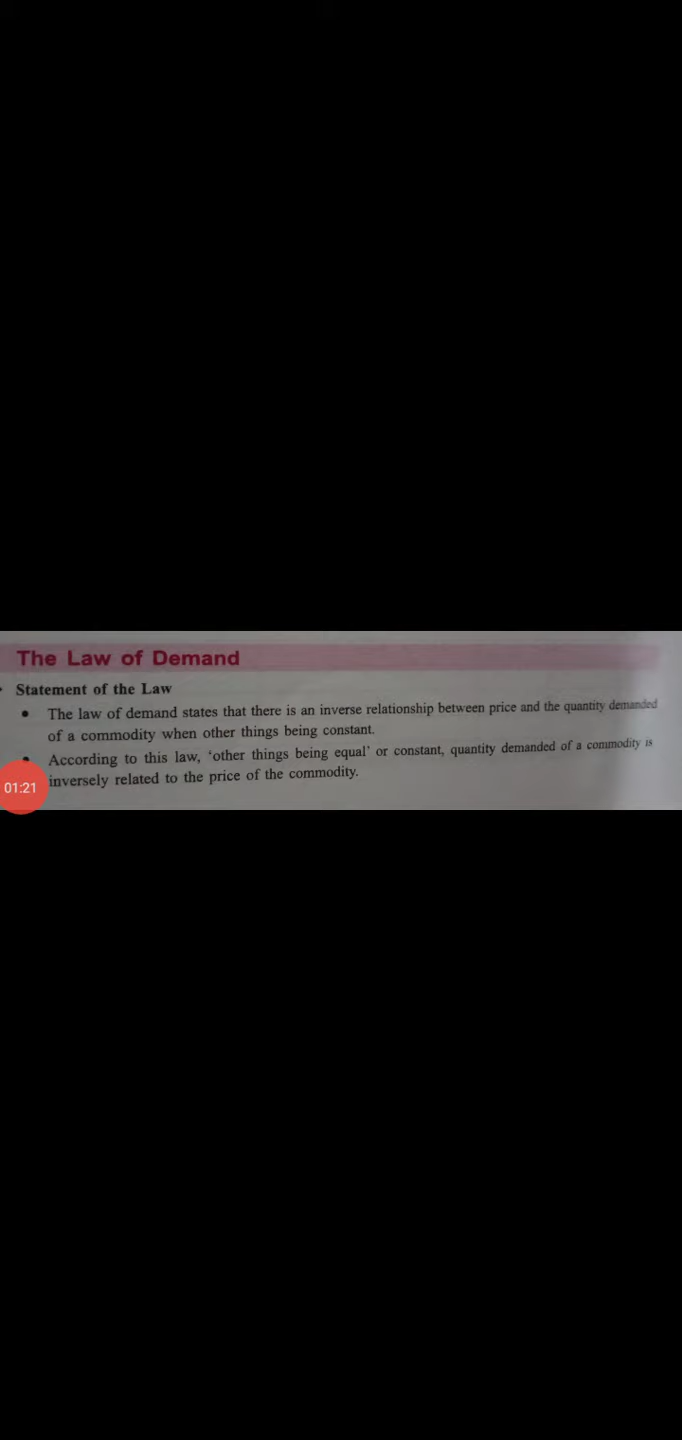 The Law of Demand
Statement of the Law
• The law of demand states that there is an inverse relationship between price and the quantity demanded
of a commodity when other things being constant.
• According to this law, ‘other things being equal’ or constant, quantity demanded of a commodity is
inversely related to the price of the commodity.
01:21